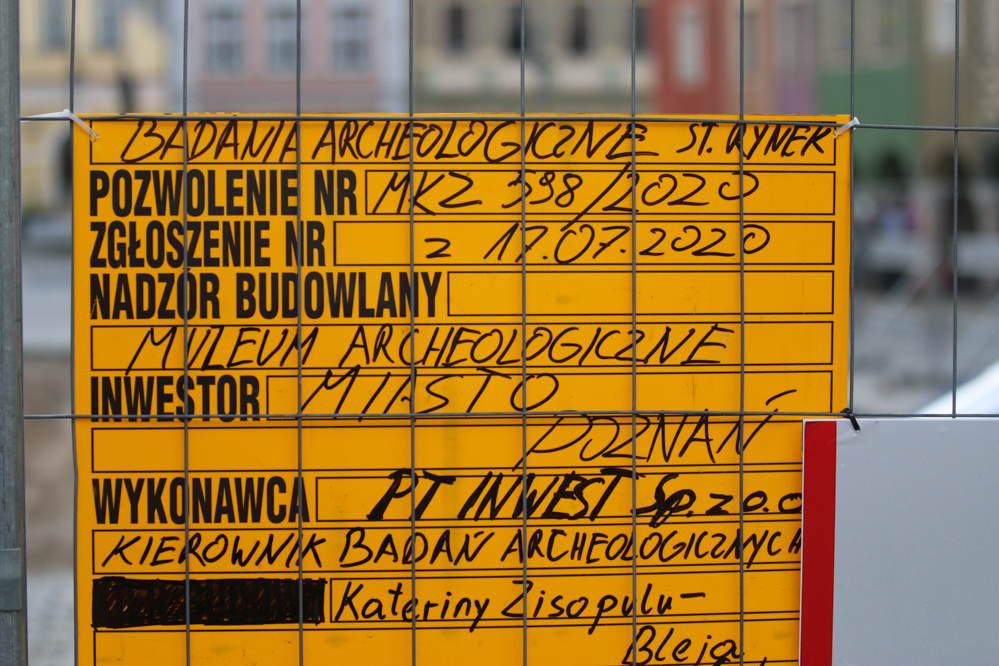 BADANIA ARCHEOLOGICZNE ST. RYNEK
POZWOLENIE NR MKZ 398/2020
ZGŁOSZENIE NR z 17.07.2020
NADZÓR BUDOWLANY
MUZEUM ARCHEOLOGICZNE
INWESTOR MIASTO
POZNAŃ
WYKONAWCA PT INWEST Sp.z o.o
KIEROWNIK BADAŃ ARCHEOLOGICZNYCH
Kateriny Zisopulu-
Bleja